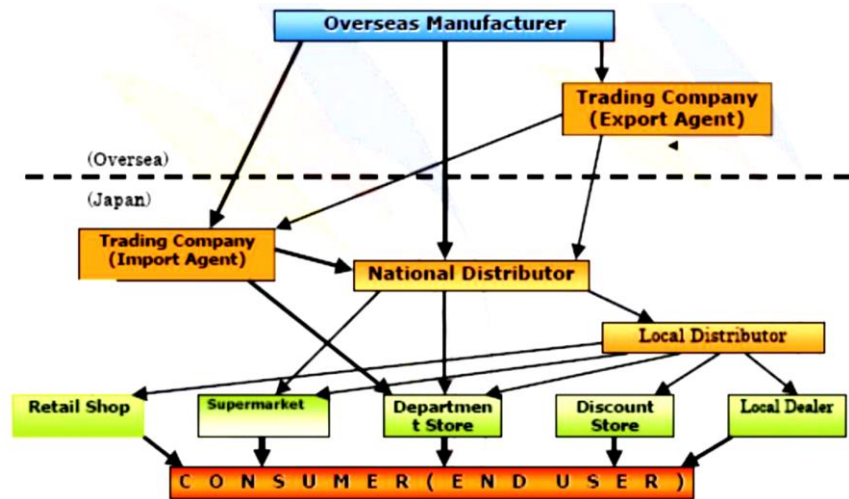 Overseas Manufacturer
Trading Company
(Export Agent)
(Oversea)
(Japan)
Trading Company
(Import Agent)
National Distributor
Local Distributor
Retail Shop
Supermarket
Departmen
t Store
Discount
Store
Local Dealer
C O N S U M E R ( E N D U S E R )